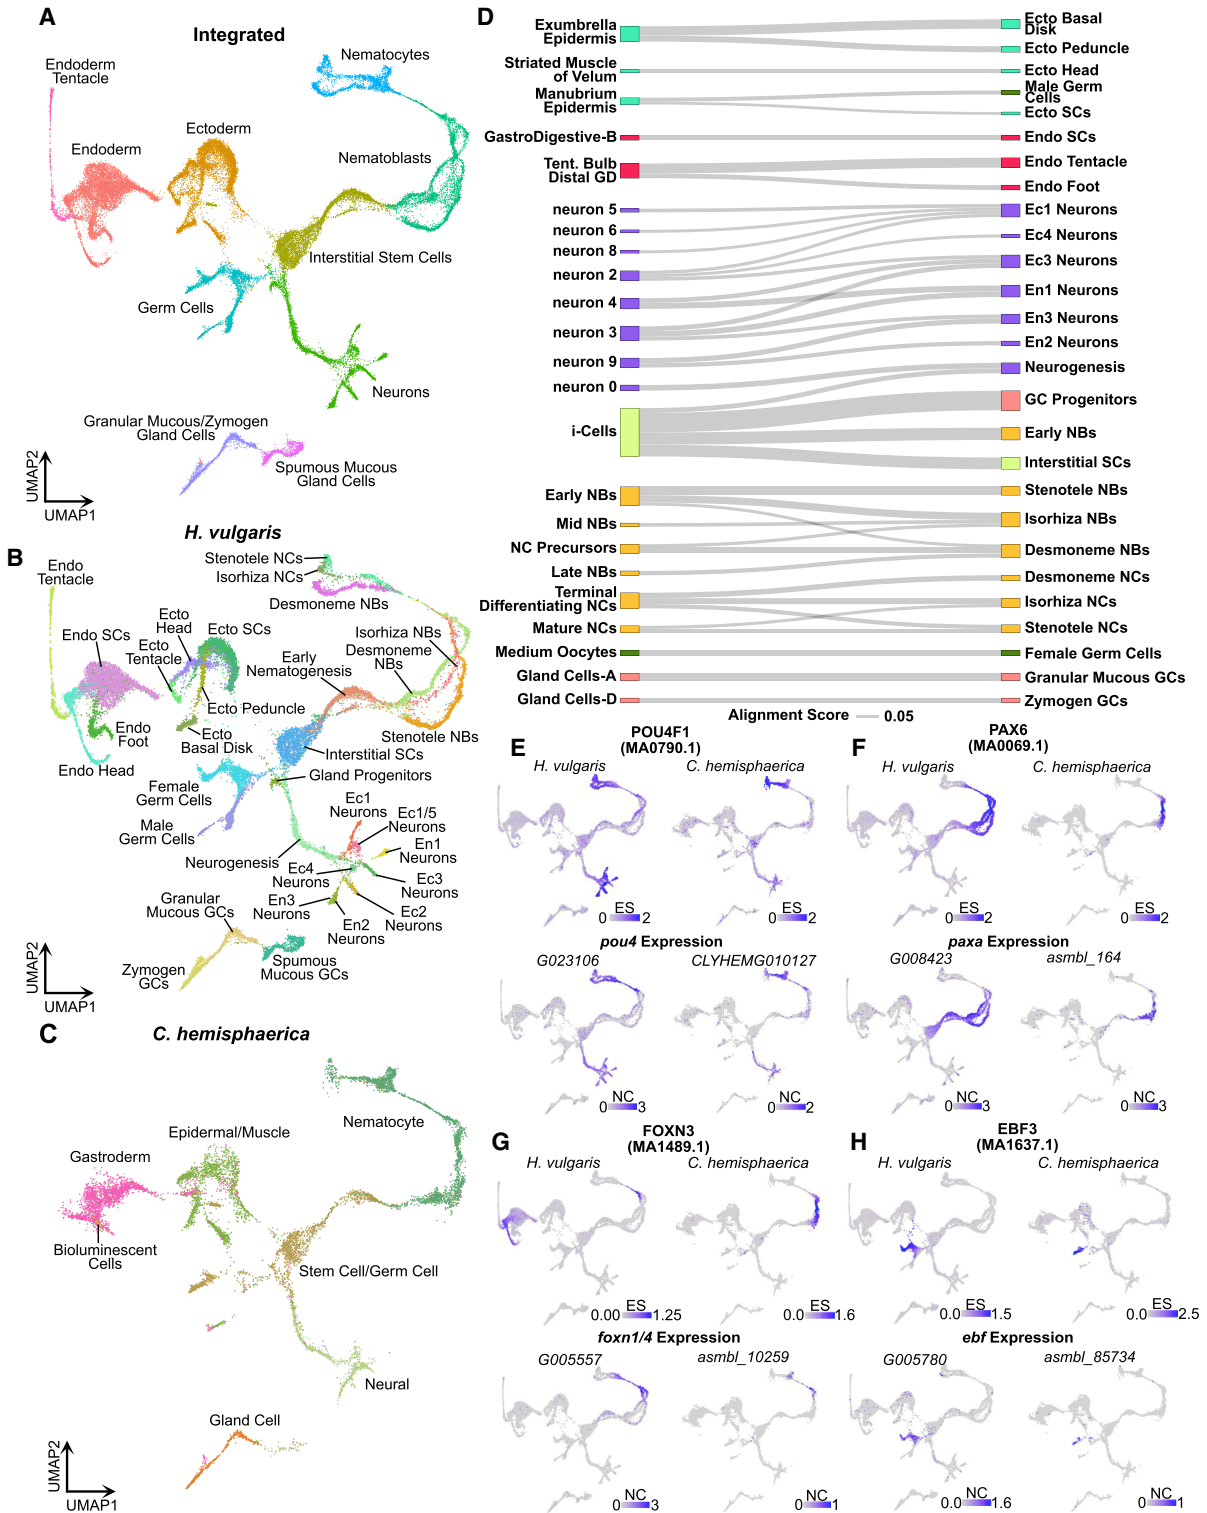 A
Integrated
Endoderm
Tentacle
Endoderm
Ectoderm
Nematocytes
Nematoblasts
Interstitial Stem Cells
Germ Cells
Neurons
Granular Mucous/Zymogen
Gland Cells
Spumous Mucous
Gland Cells
UMAP2
UMAP1
B
H. vulgaris
Endo
Tentacle
Stenotele NCs
Isorhiza NCs
Desmoneme NBs
Endo SCs
Ecto
Head
Ecto SCs
Ecto
Tentacle
Early
Nematogenesis
Isorhiza NBs
Desmoneme
NBs
Ecto Peduncle
Endo
Foot
Ecto
Basal Disk
Endo Head
Stenotele NBs
Interstitial SCs
Gland Progenitors
Female
Germ Cells
Male
Germ Cells
Ec1
Neurons
Ec1/5
Neurons
En1
Neurons
Neurogenesis
Ec4
Neurons
Ec3
Neurons
En3
Neurons
En2
Neurons
Ec2
Neurons
Granular
Mucous GCs
Zymogen
GCs
Spumous
Mucous GCs
UMAP2
UMAP1
C
C. hemisphaerica
Nematocyte
Epidermal/Muscle
Gastroderm
Bioluminescent
Cells
Stem Cell/Germ Cell
Neural
Gland Cell
UMAP2
UMAP1
D
Exumbrella
Epidermis
Striated Muscle
of Velum
Manubrium
Epidermis
GastroDigestive-B
Tent. Bulb
Distal GD
neuron 5
neuron 6
neuron 8
neuron 2
neuron 4
neuron 3
neuron 9
neuron 0
i-Cells
Early NBs
Mid NBs
NC Precursors
Late NBs
Terminal
Differentiating NCs
Mature NCs
Medium Oocytes
Gland Cells-A
Gland Cells-D
Ecto Basal
Disk
Ecto Peduncle
Ecto Head
Male Germ
Cells
Ecto SCs
Endo SCs
Endo Tentacle
Endo Foot
Ec1 Neurons
Ec4 Neurons
Ec3 Neurons
En1 Neurons
En3 Neurons
En2 Neurons
Neurogenesis
GC Progenitors
Early NBs
Interstitial SCs
Stenotele NBs
Isorhiza NBs
Desmoneme NBs
Desmoneme NCs
Isorhiza NCs
Stenotele NCs
Female Germ Cells
Granular Mucous GCs
Zymogen GCs
Alignment Score 0.05
E
POU4F1
(MA0790.1)
H. vulgaris
C. hemisphaerica
0 ES 2
0 ES 2
pou4 Expression
G023106
CLYHEMG010127
0 NC 3
0 NC 2
F
PAX6
(MA0069.1)
H. vulgaris
C. hemisphaerica
0 ES 2
0 ES 2
paxa Expression
G008423
asmbl_164
0 NC 3
0 NC 3
G
FOXN3
(MA1489.1)
H. vulgaris
C. hemisphaerica
0.00 ES 1.25
0.0 ES 1.6
foxn1/4 Expression
G005557
asmbl_10259
0 NC 3
0 NC 1
H
EBF3
(MA1637.1)
H. vulgaris
C. hemisphaerica
0.0 ES 1.5
0.0 ES 2.5
ebf Expression
G005780
asmbl_85734
0.0 NC 1.6
0 NC 1